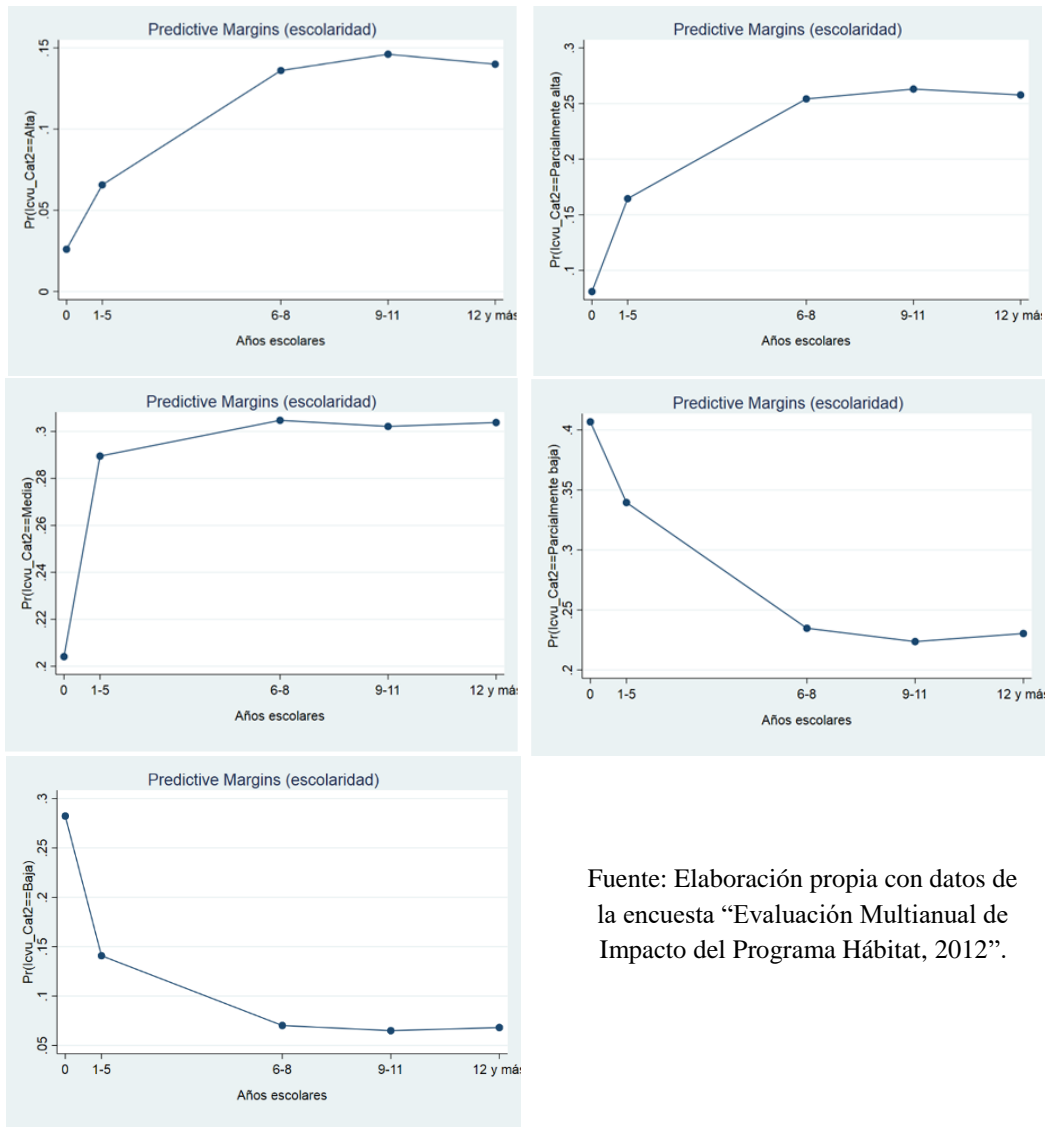 Predictive Margins (escolaridad)
Pr(Icvu_Cat2==Alta)
.15
.1
.05
0
0 1-5 6-8 9-11 12 y más
Años escolares
Predictive Margins (escolaridad)
Pr(Icvu_Cat2==Parcialmente alta)
.3
.25
.2
.15
.1
0 1-5 6-8 9-11 12 y más
Años escolares
Predictive Margins (escolaridad)
Pr(Icvu_Cat2==Media)
.3
.28
.26
.24
.22
.2
0 1-5 6-8 9-11 12 y más
Años escolares
Predictive Margins (escolaridad)
Pr(Icvu_Cat2==Parcialmente baja)
.4
.35
.3
.25
.2
0 1-5 6-8 9-11 12 y más
Años escolares
Predictive Margins (escolaridad)
Pr(Icvu_Cat2==Baja)
.3
.25
.2
.15
.1
.05
0 1-5 6-8 9-11 12 y más
Años escolares
Fuente: Elaboración propia con datos de
la encuesta “Evaluación Multianual de
Impacto del Programa Hábitat, 2012”.